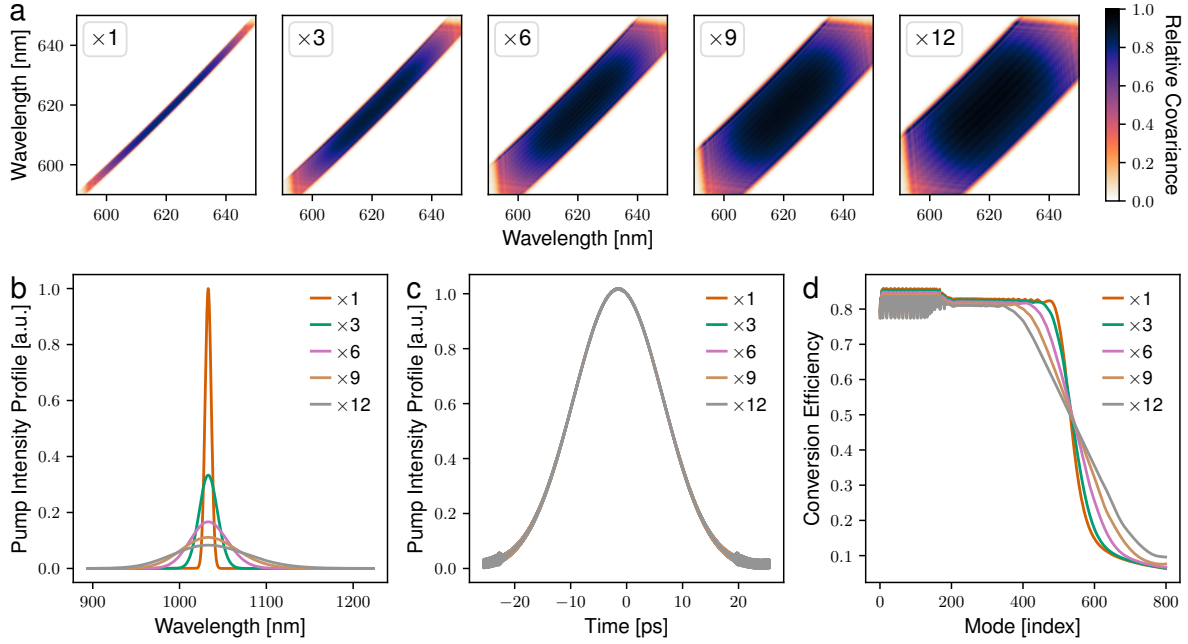 a
×1
×3
×6
×9
×12
Wavelength [nm]
640
620
600
600 620 640
600 620 640
600 620 640
600 620 640
600 620 640
Wavelength [nm]
1.0
0.8
0.6
0.4
0.2
0.0
Relative Covariance
b
Pump Intensity Profile [a.u.]
1.0
0.8
0.6
0.4
0.2
0.0
×1
×3
×6
×9
×12
900 1000 1100 1200
Wavelength [nm]
c
Pump Intensity Profile [a.u.]
1.0
0.8
0.6
0.4
0.2
0.0
×1
×3
×6
×9
×12
−20 −10 0 10 20
Time [ps]
d
Conversion Efficiency
0.8
0.7
0.6
0.5
0.4
0.3
0.2
0.1
×1
×3
×6
×9
×12
0 200 400 600 800
Mode [index]